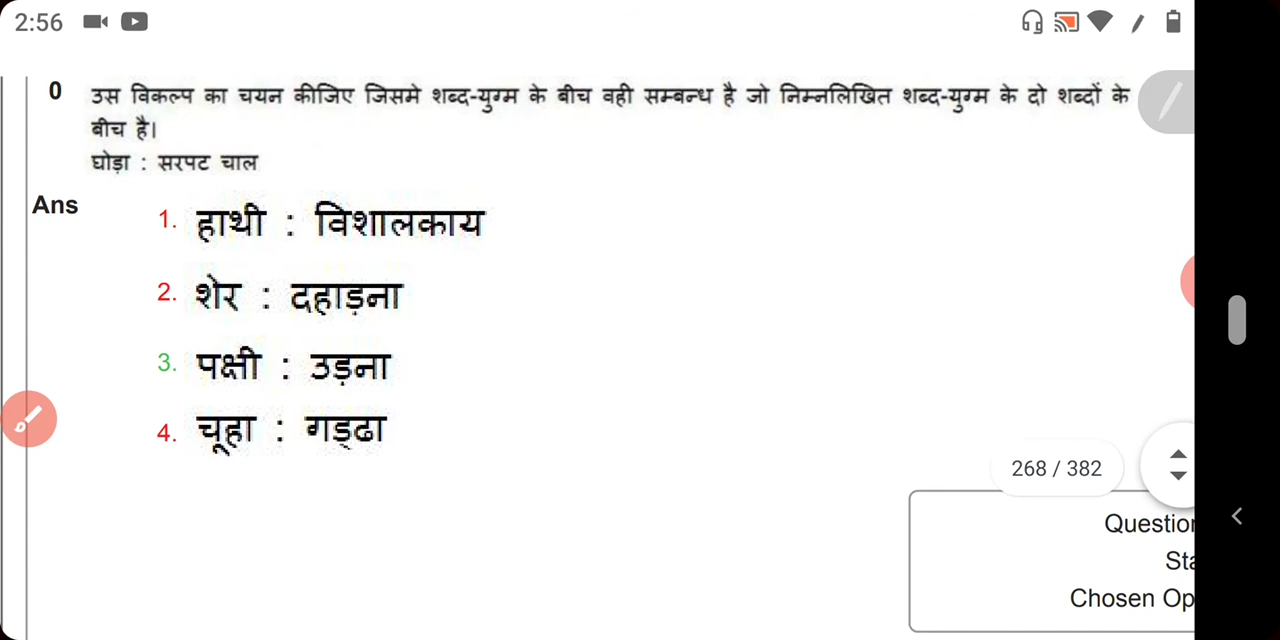 2:56
0 उस विकल्प का चयन कीजिए जिसमे शब्द-युग्म के बीच वही सम्बन्ध है जो निम्नलिखित शब्द-युग्म के दो शब्दों के
बीच है।
घोड़ा : सरपट चाल
Ans
1. हाथी : विशालकाय
2. शेर : दहाड़ना
3. पक्षी : उड़ना
4. चूहा : गड्ढा
268 / 382
Question
Sta
Chosen Op